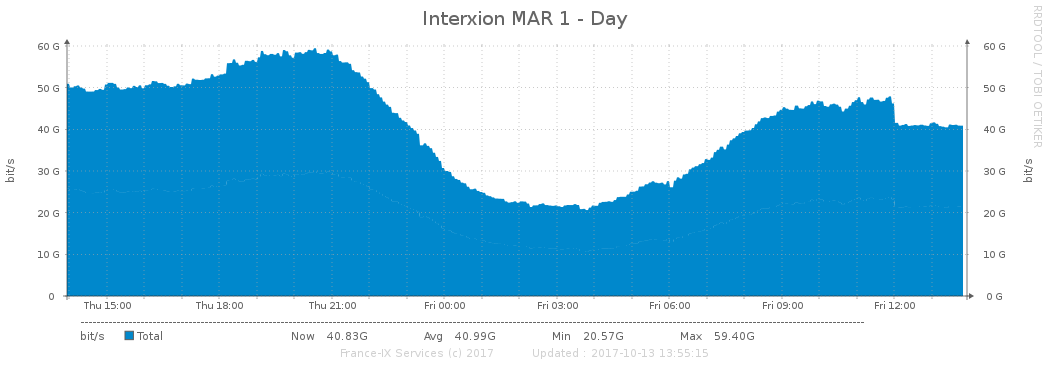 Interxion MAR 1 - Day
RRDTOOL / TOBI OETIKER
60 G 60 G
50 G 50 G
40 G 40 G
30 G 30 G
20 G 20 G
10 G 10 G
0 0 G
bit/s bit/s
Thu 15:00 Thu 18:00 Thu 21:00 Fri 00:00 Fri 03:00 Fri 06:00 Fri 09:00 Fri 12:00
bit/s Total Now 40.83G Avg 40.99G Min 20.57G Max 59.40G
France-IX Services (c) 2017 Updated : 2017-10-13 13:55:15